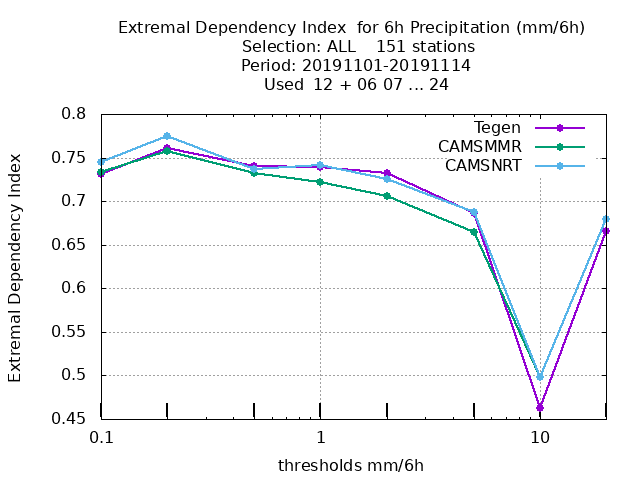 Extremal Dependency Index  for 6h Precipitation (mm/6h)
Selection: ALL    151 stations
Period: 20191101-20191114
Used  12 + 06 07 ... 24
Extremal Dependency Index
0.8
0.75
0.7
0.65
0.6
0.55
0.5
0.45
Tegen
CAMSMMR
CAMSNRT
0.1
1
10
thresholds mm/6h